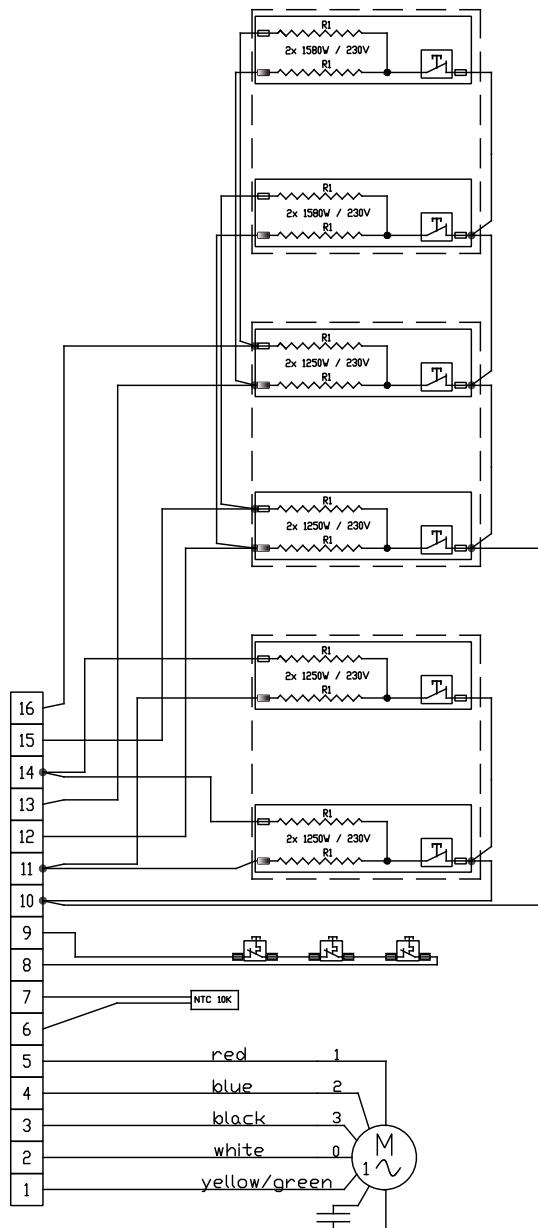 R1
2x 1580W / 230V
R1
R1
2x 1580W / 230V
R1
R1
2x 1250W / 230V
R1
R1
2x 1250W / 230V
R1
R1
2x 1250W / 230V
R1
R1
2x 1250W / 230V
R1
16
15
14
13
12
11
10
9
8
7
NTC 10K
6
5 red 1
4 blue 2
3 black 3
2 white 0
1 yellow/green
M
1